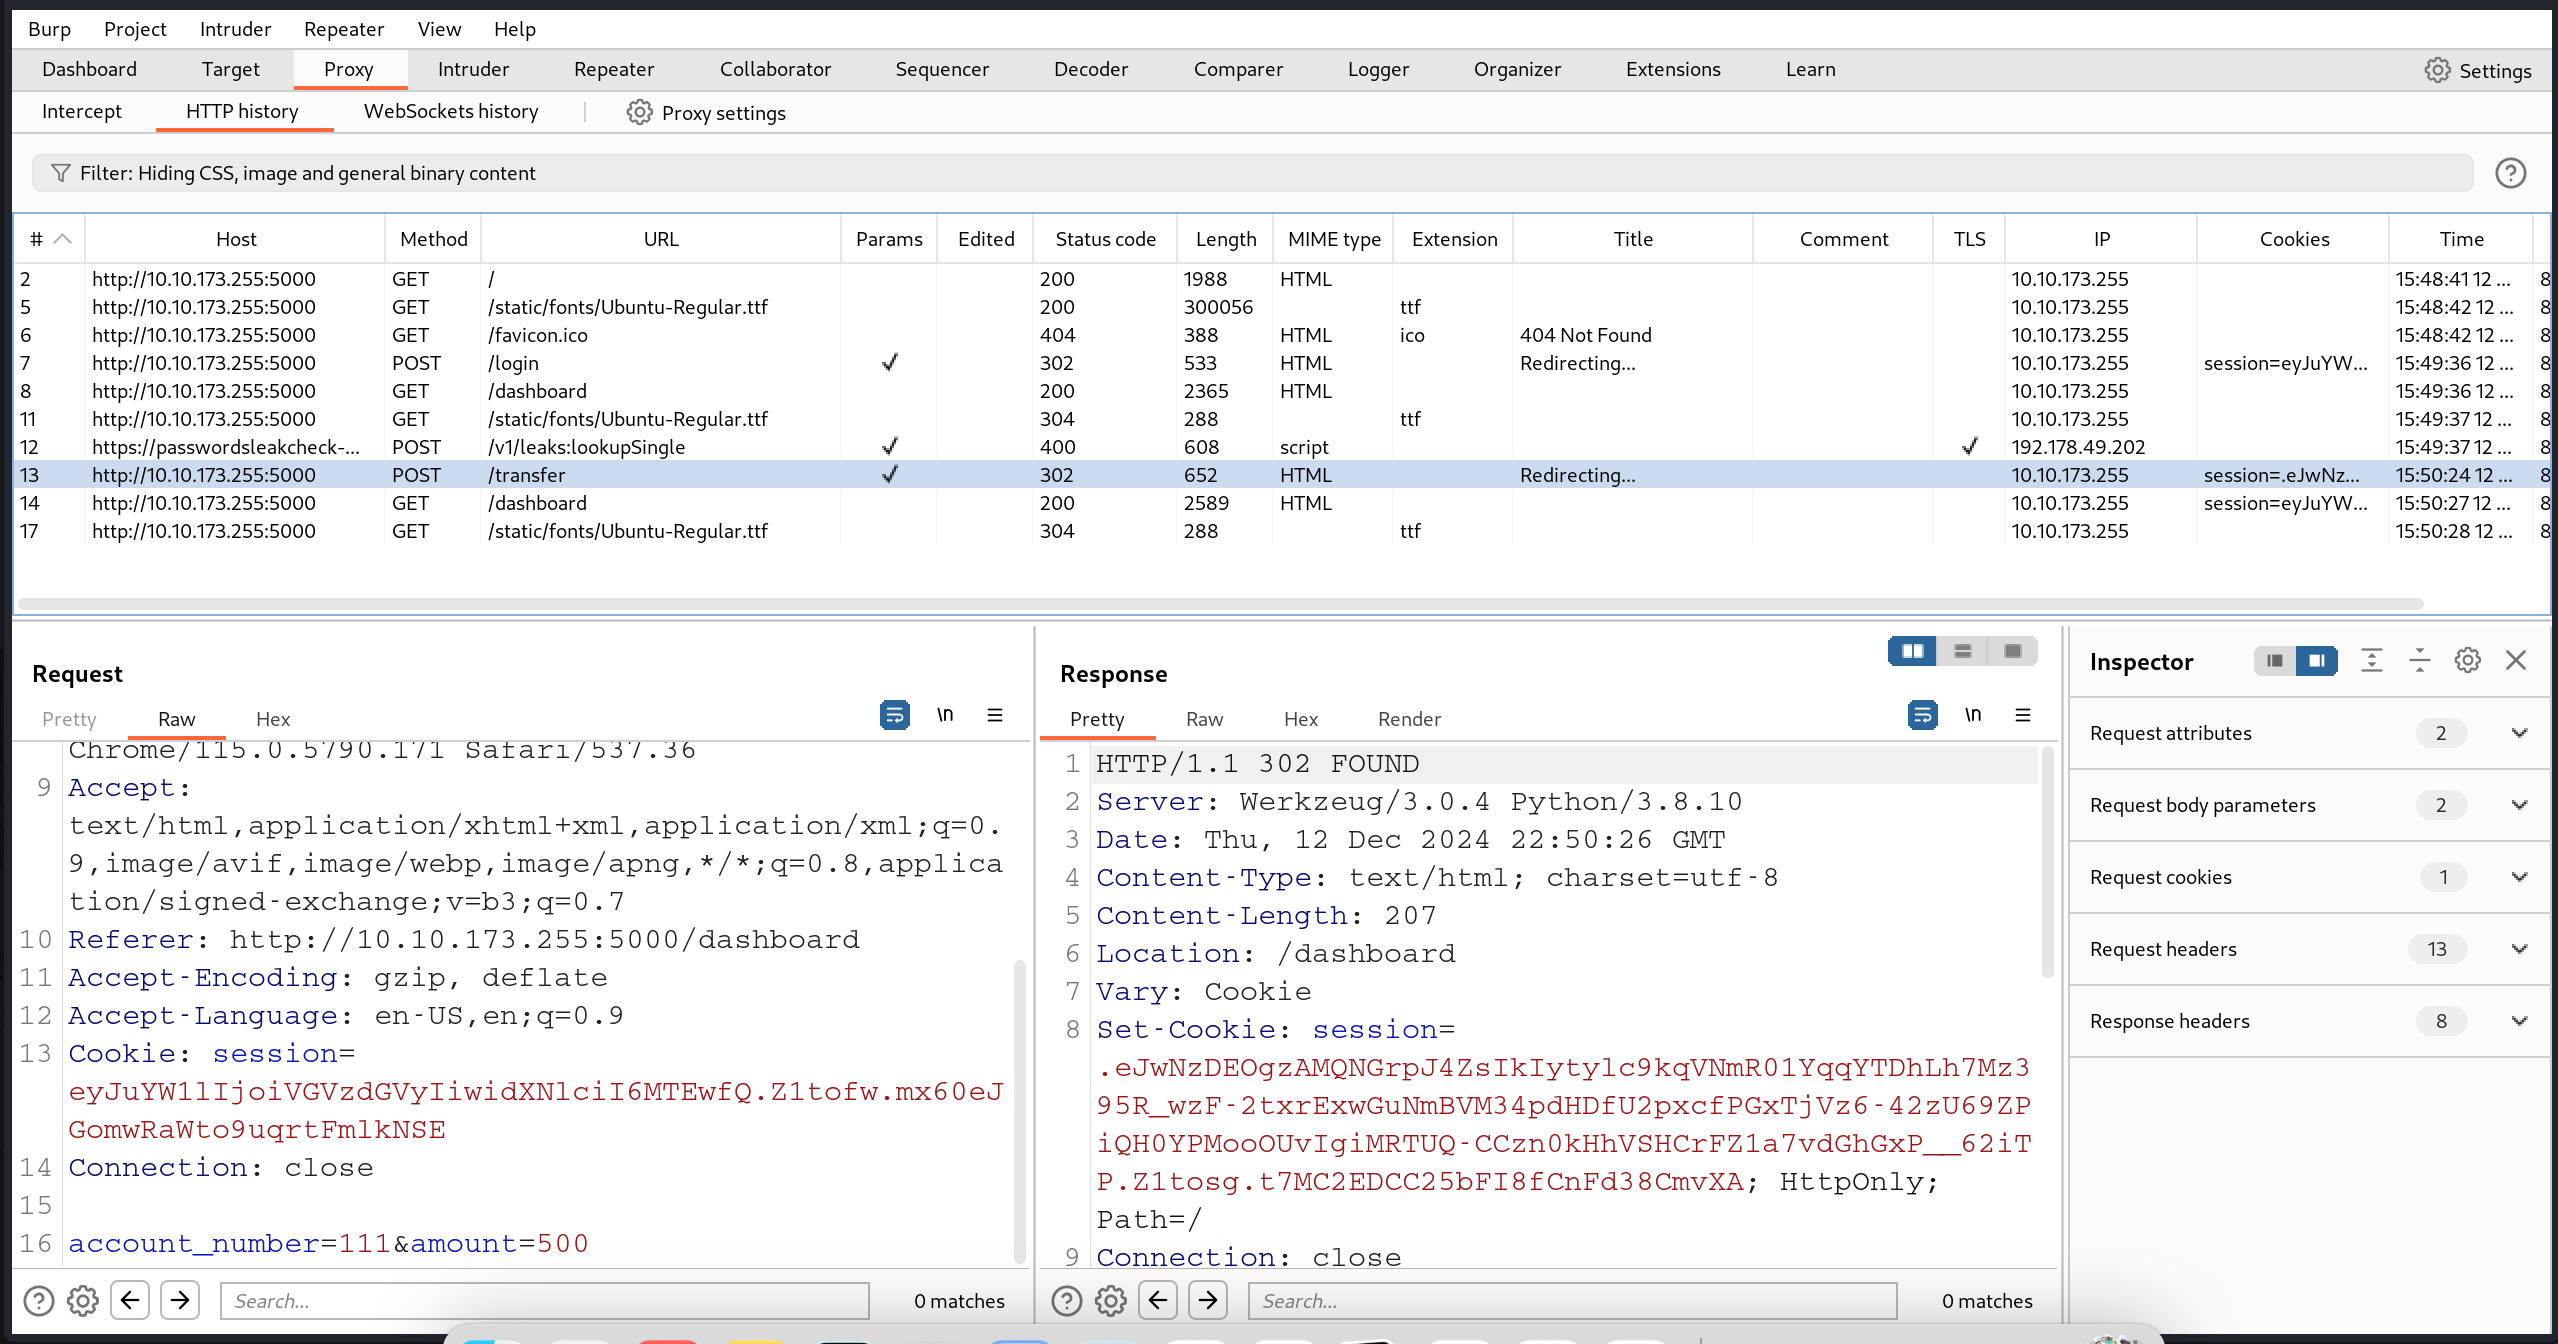 Burp Project Intruder Repeater View Help
Dashboard Target Proxy Intruder Repeater Collaborator Sequencer Decoder Comparer Logger Organizer Extensions Learn Settings
Intercept HTTP history WebSockets history Proxy settings
Filter: Hiding CSS, image and general binary content
# Host Method URL Params Edited Status code Length MIME type Extension Title Comment TLS IP Cookies Time
2 http://10.10.173.255:5000 GET / 200 1988 HTML 10.10.173.255 15:48:41 12 ... 8
5 http://10.10.173.255:5000 GET /static/fonts/Ubuntu-Regular.ttf 200 300056 ttf 10.10.173.255 15:48:42 12 ... 8
6 http://10.10.173.255:5000 GET /favicon.ico 404 388 HTML ico 404 Not Found 10.10.173.255 15:48:42 12 ... 8
7 http://10.10.173.255:5000 POST /login ✓ 302 533 HTML Redirecting... 10.10.173.255 session=eyJuYW... 15:49:36 12 ... 8
8 http://10.10.173.255:5000 GET /dashboard 200 2365 HTML 10.10.173.255 15:49:36 12 ... 8
11 http://10.10.173.255:5000 GET /static/fonts/Ubuntu-Regular.ttf 304 288 ttf 10.10.173.255 15:49:37 12 ... 8
12 https://passwordsleakcheck-... POST /v1/leaks:lookupSingle ✓ 400 608 script ✓ 192.178.49.202 15:49:37 12 ... 8
13 http://10.10.173.255:5000 POST /transfer ✓ 302 652 HTML Redirecting... 10.10.173.255 session=.eJwNz... 15:50:24 12 ... 8
14 http://10.10.173.255:5000 GET /dashboard 200 2589 HTML 10.10.173.255 session=eyJuYW... 15:50:27 12 ... 8
17 http://10.10.173.255:5000 GET /static/fonts/Ubuntu-Regular.ttf 304 288 ttf 10.10.173.255 15:50:28 12 ... 8
Request
Pretty Raw Hex \n
Chrome/115.0.5790.171 Safari/537.36
9 Accept:
text/html,application/xhtml+xml,application/xml;q=0.
9,image/avif,image/webp,image/apng,*/*;q=0.8,applica
tion/signed-exchange;v=b3;q=0.7
10 Referer: http://10.10.173.255:5000/dashboard
11 Accept-Encoding: gzip, deflate
12 Accept-Language: en-US,en;q=0.9
13 Cookie: session=
eyJuYW1lIjoiVGVzdGVyIiwidXNlciI6MTEwfQ.Z1tofw.mx60eJ
GomwRaWto9uqrtFmlkNSE
14 Connection: close
15
16 account_number=111&amount=500
Search... 0 matches
Response
Pretty Raw Hex Render \n
1 HTTP/1.1 302 FOUND
2 Server: Werkzeug/3.0.4 Python/3.8.10
3 Date: Thu, 12 Dec 2024 22:50:26 GMT
4 Content-Type: text/html; charset=utf-8
5 Content-Length: 207
6 Location: /dashboard
7 Vary: Cookie
8 Set-Cookie: session=
.eJwNzDEOgzAMQNGrpJ4ZsIkIytylc9kqVNmR01YqqYTDhLh7Mz3
95R_wzF-2txrExwGuNmBVM34pdHDfU2pxcfPGxTjVz6-42zU69ZP
iQH0YPMooOUvIgiMRTUQ-CCzn0kHhVSHCrFZ1a7vdGhGxP__62iT
P.Z1tosg.t7MC2EDCC25bFI8fCnFd38CmvXA; HttpOnly;
Path=/
9 Connection: close
Search... 0 matches
Inspector
Request attributes 2
Request body parameters 2
Request cookies 1
Request headers 13
Response headers 8